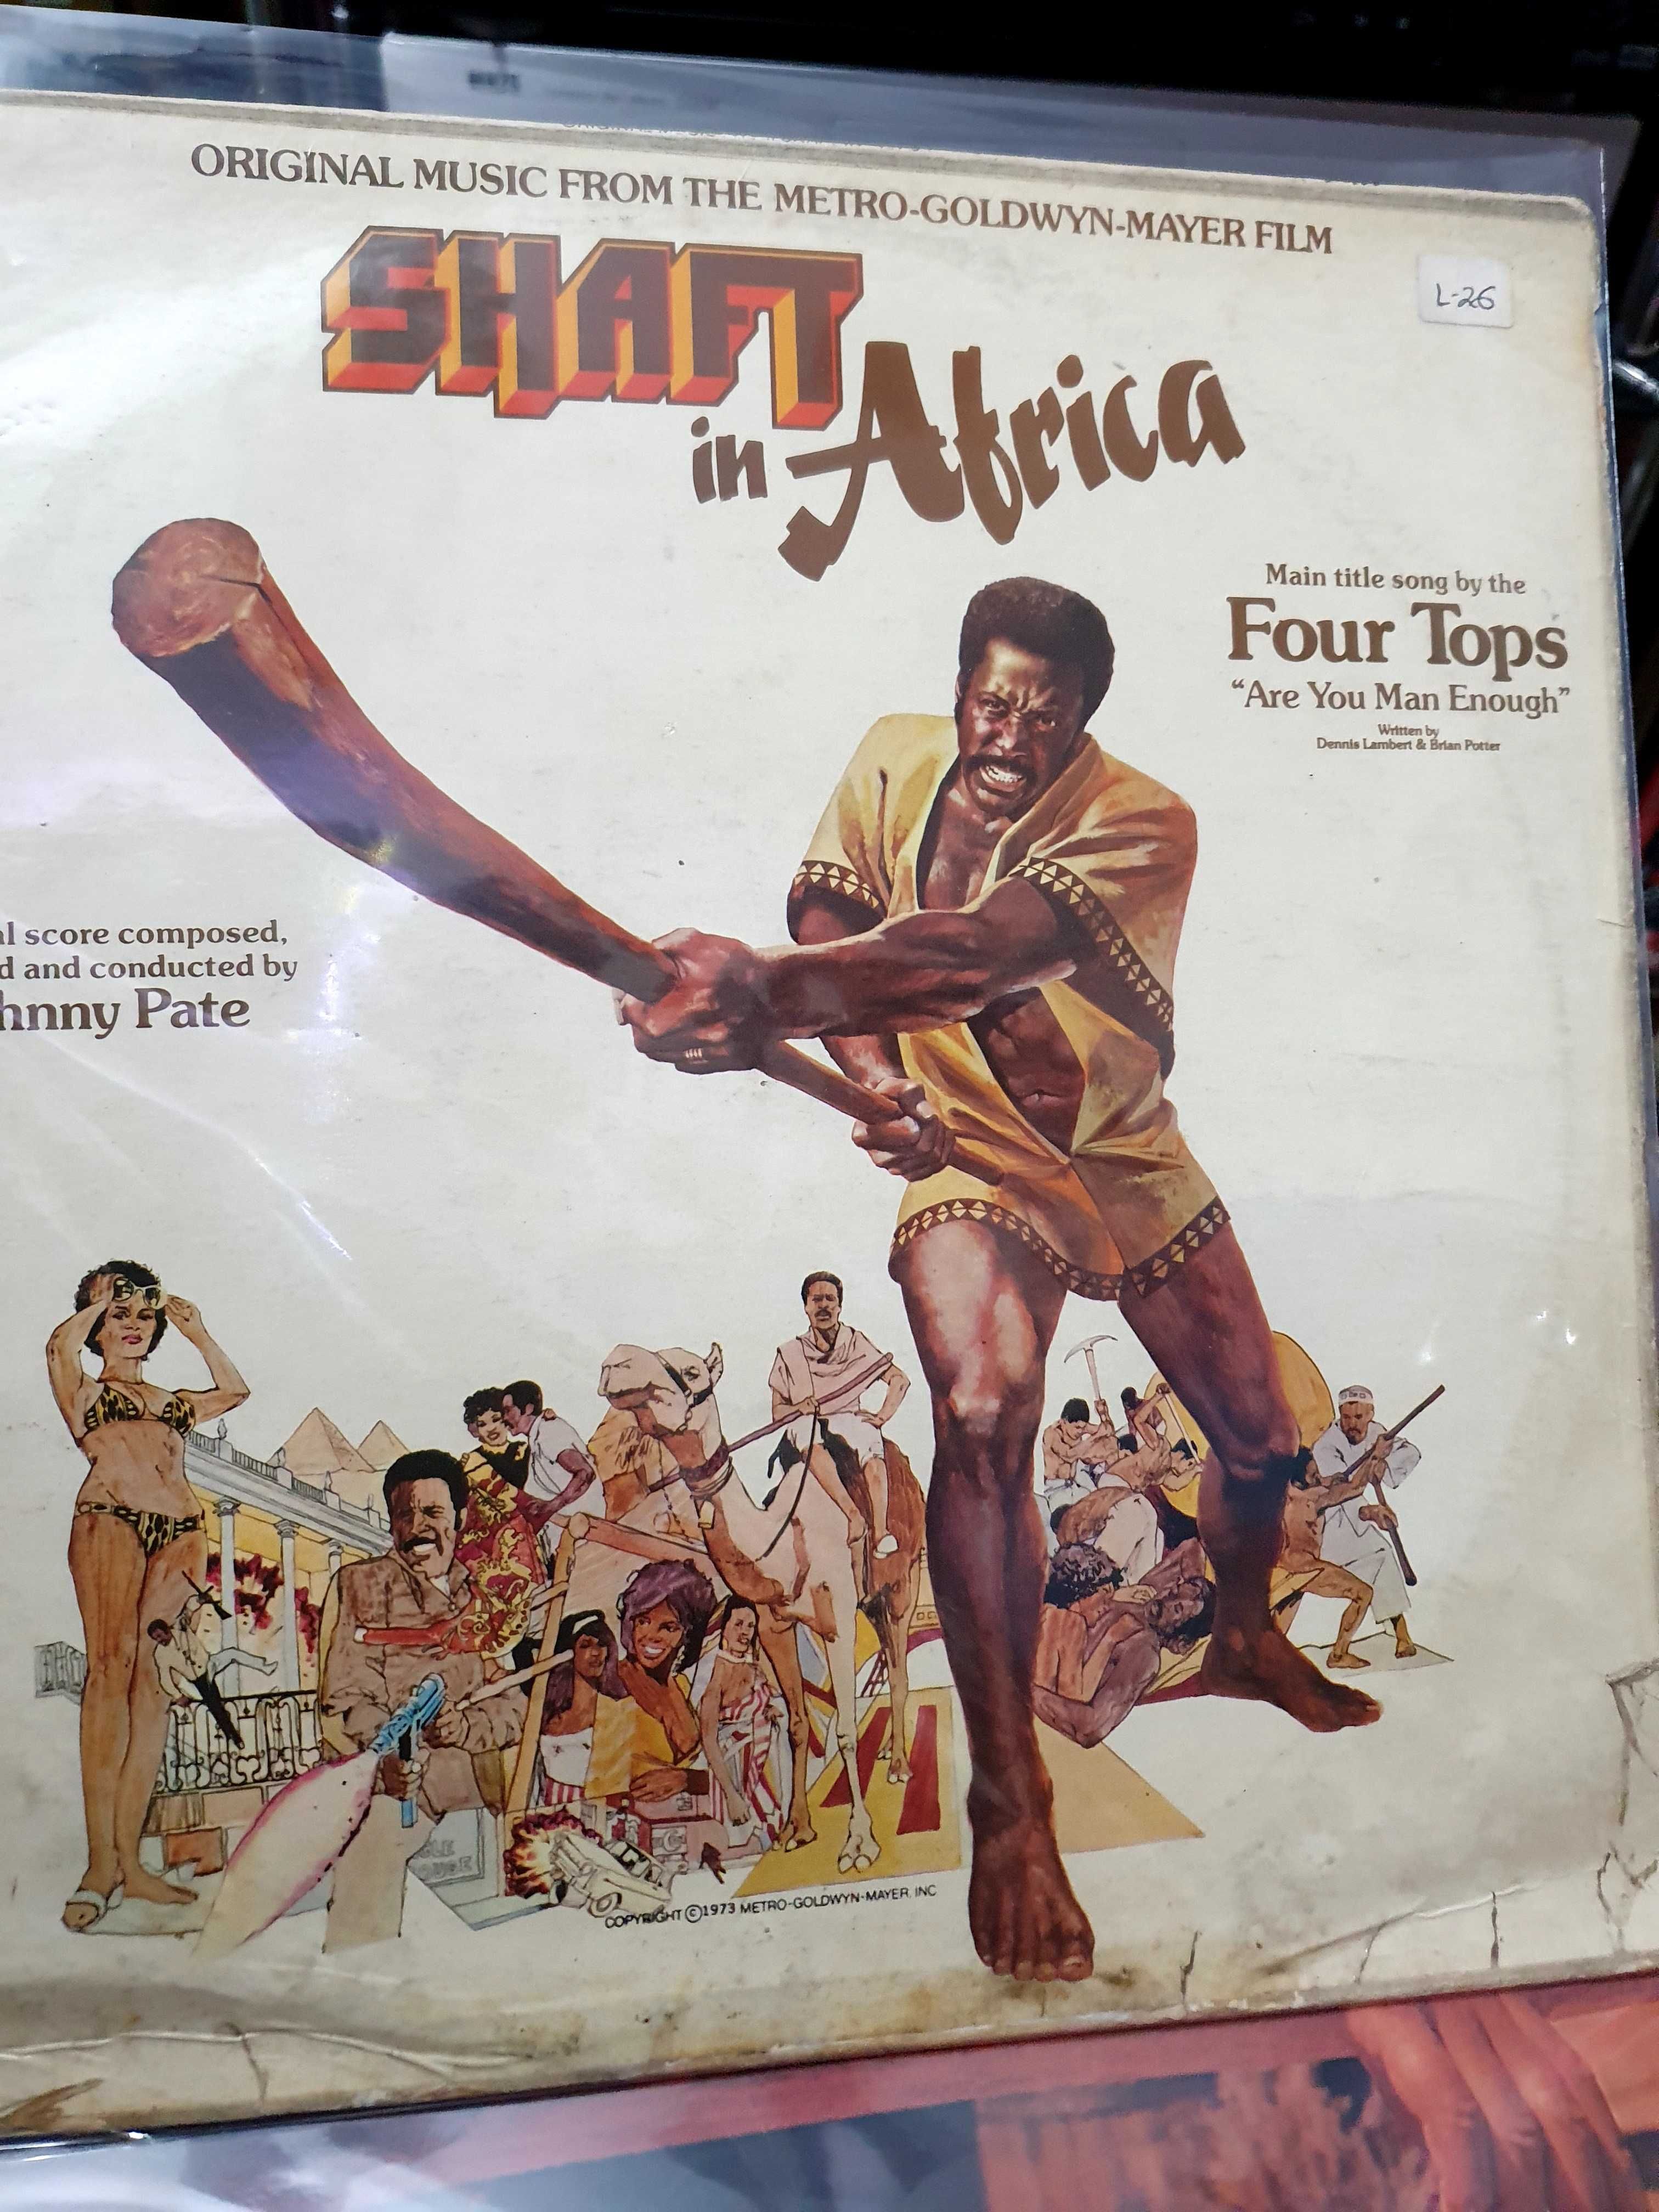 ORIGINAL MUSIC FROM THE METRO-GOLDWYN-MAYER FILM
SHAFT
in Africa
L-26
Main title song by the
Four Tops
“Are You Man Enough”
Written by
Dennis Lambert & Brian Potter
score composed,
and conducted by
Pate
COPYRIGHT ©1973 METRO-GOLDWYN-MAYER, INC